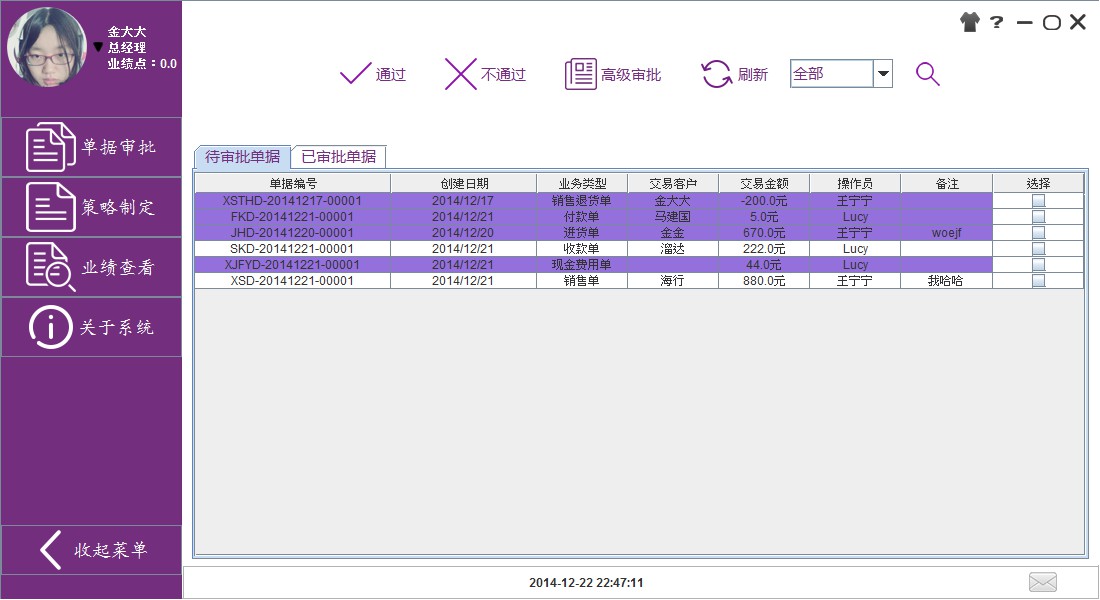 金大大
总经理
业绩点：0.0
?
通过
不通过
高级审批
刷新
全部
单据审批
策略制定
业绩查看
关于系统
收起菜单
待审批单据 已审批单据
单据编号 创建日期 业务类型 交易客户 交易金额 操作员 备注 选择
XSTHD-20141217-00001 2014/12/17 销售退货单 金大大 -200.0元 王宁宁
FKD-20141221-00001 2014/12/21 付款单 马建国 5.0元 Lucy
JHD-20141220-00001 2014/12/20 进货单 金金 670.0元 王宁宁 woejf
SKD-20141221-00001 2014/12/21 收款单 溜达 222.0元 Lucy
XJFYD-20141221-00001 2014/12/21 现金费用单 44.0元 Lucy
XSD-20141221-00001 2014/12/21 销售单 海行 880.0元 王宁宁 我哈哈
2014-12-22 22:47:11